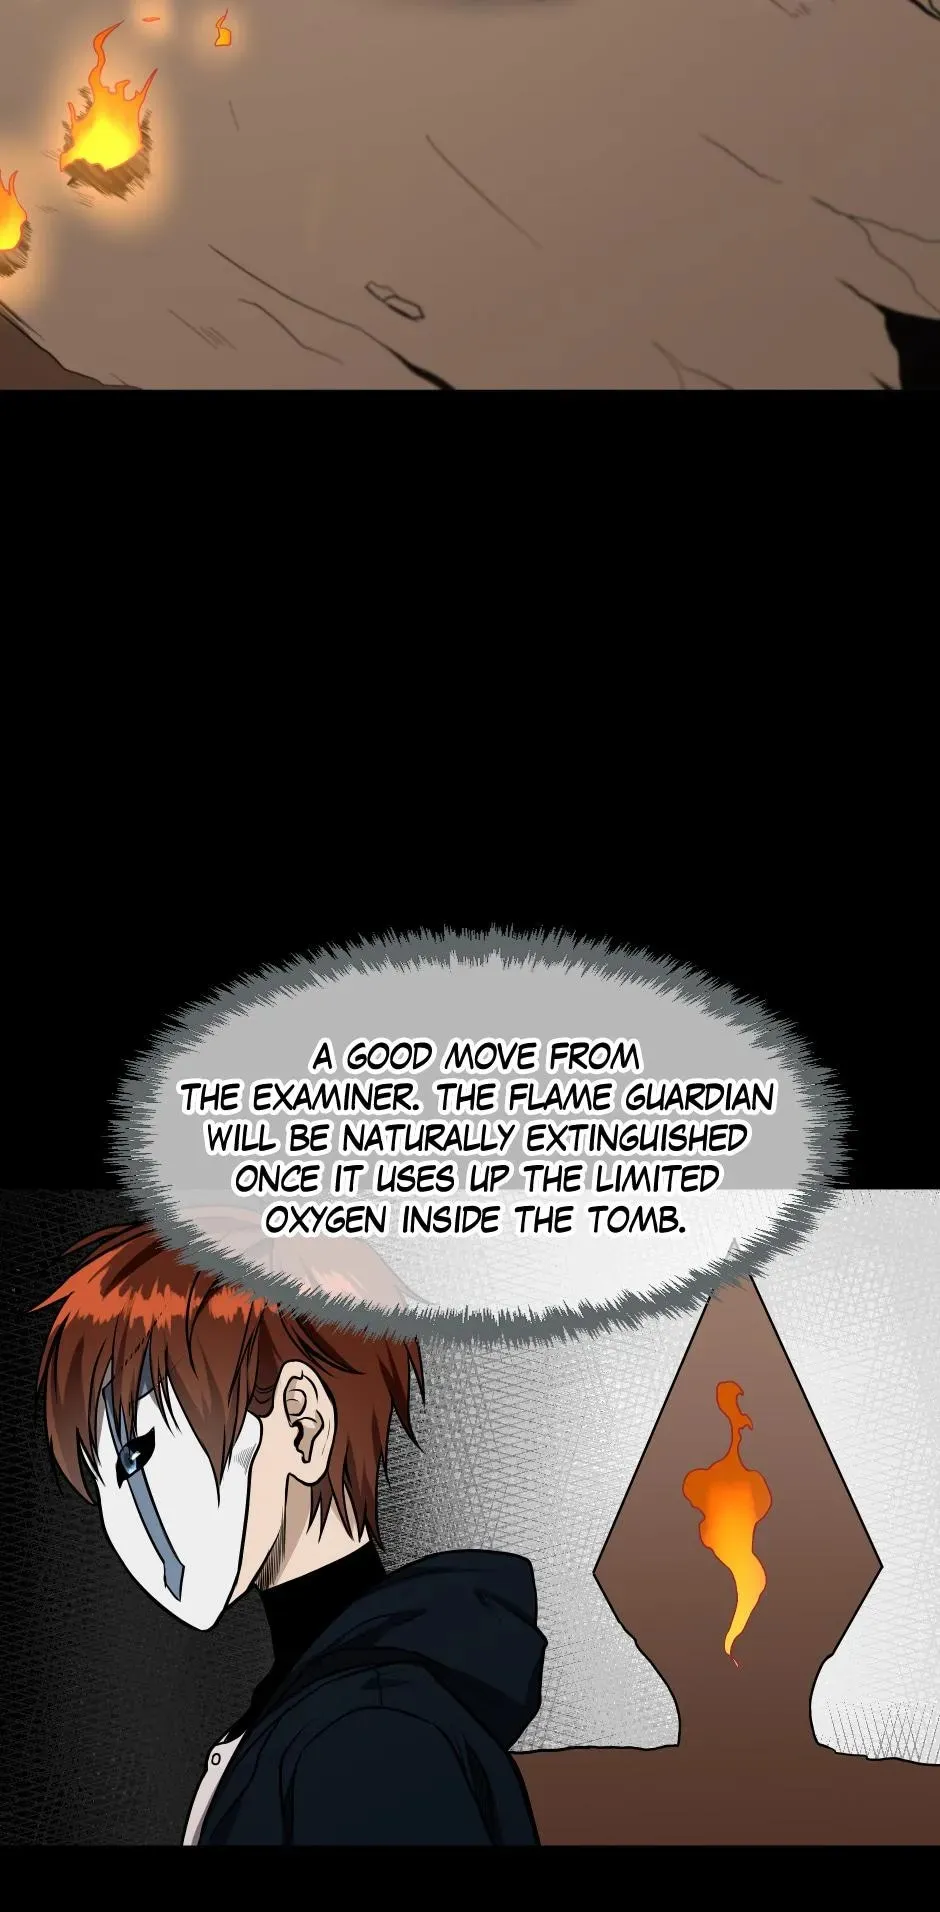 A GOOD MOVE FROM
THE EXAMINER. THE FLAME GUARDIAN
WILL BE NATURALLY EXTINGUISHED
ONCE IT USES UP THE LIMITED
OXYGEN INSIDE THE TOMB.